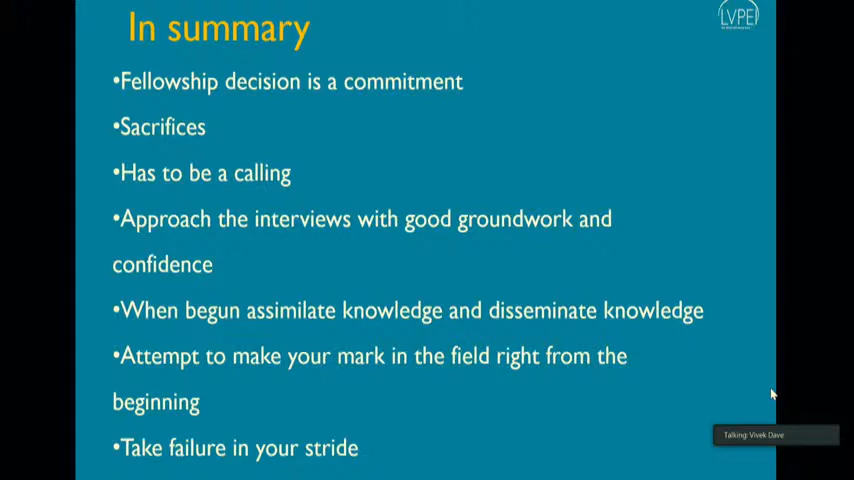 In summary
LVPEI
•Fellowship decision is a commitment
•Sacrifices
•Has to be a calling
•Approach the interviews with good groundwork and
confidence
•When begun assimilate knowledge and disseminate knowledge
•Attempt to make your mark in the field right from the
beginning
Talking: Vivek Dave
•Take failure in your stride